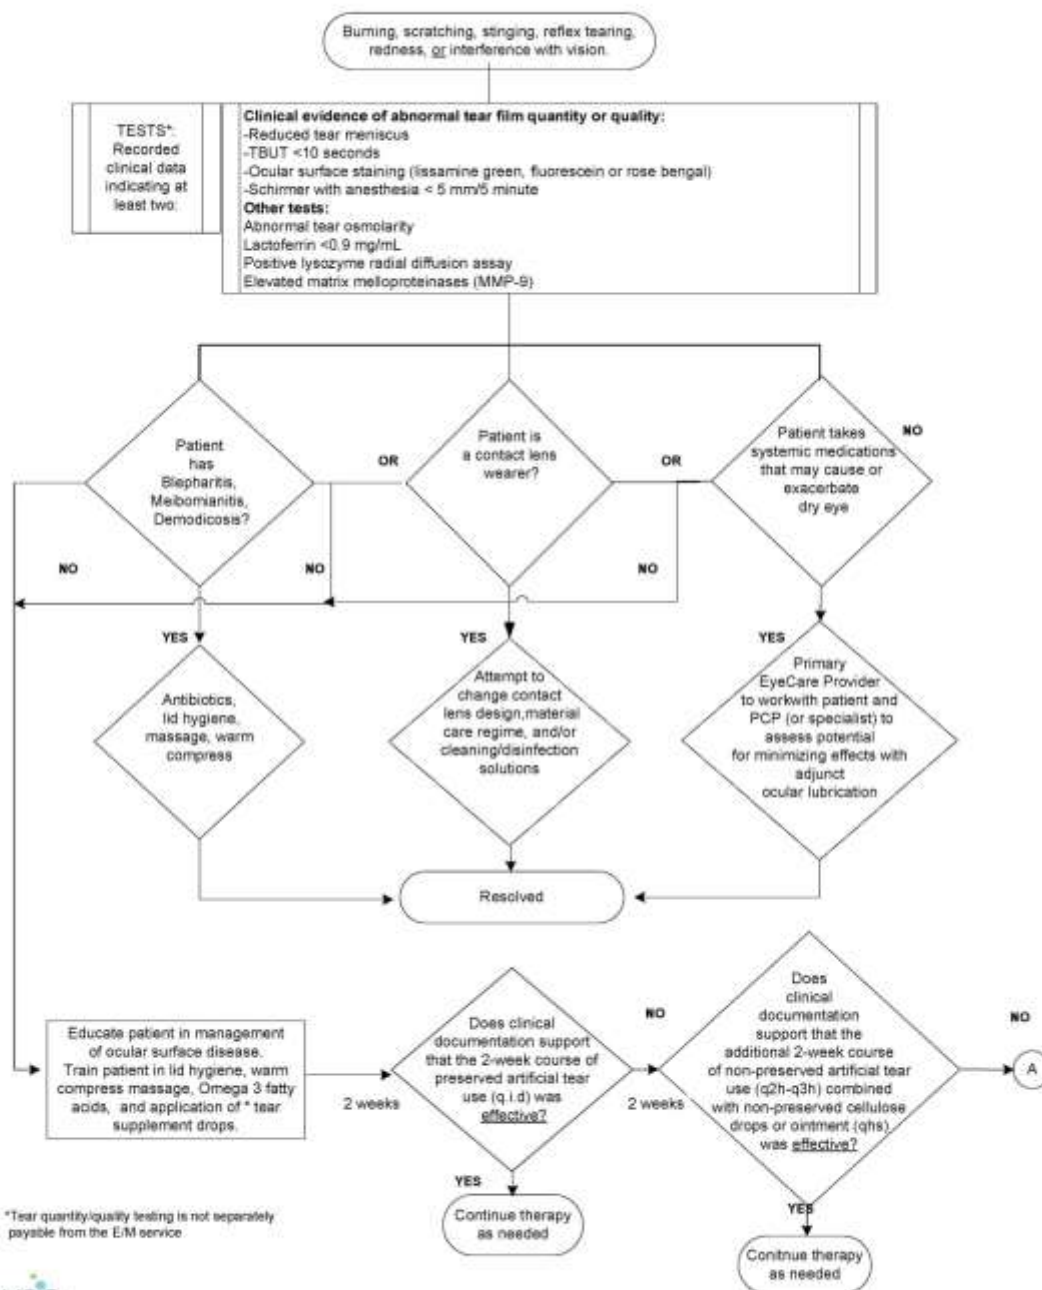 Burning, scratching, stinging, reflex tearing,
redness, or interference with vision.
TESTS*:
Recorded
clinical data
indicating at
least two:
Clinical evidence of abnormal tear film quantity or quality:
-Reduced tear meniscus
-TBUT <10 seconds
-Ocular surface staining (lissamine green, fluorescein or rose bengal)
-Schirmer with anesthesia < 5 mm/5 minute
Other tests:
Abnormal tear osmolarity
Lactoferrin <0.9 mg/mL
Positive lysozyme radial diffusion assay
Elevated matrix melloproteinases (MMP-9)
Patient
has
Blepharitis,
Meibomianitis,
Demodicosis?
OR
Patient is
a contact lens
wearer?
OR
Patient takes
systemic medications
that may cause or
exacerbate
dry eye
NO
NO
NO
NO
YES
YES
YES
Antibiotics,
lid hygiene,
massage, warm
compress
Attempt to
change contact
lens design,material
care regime, and/or
cleaning/disinfection
solutions
Primary
EyeCare Provider
to workwith patient and
PCP (or specialist) to
assess potential
for minimizing effects with
adjunct
ocular lubrication
Resolved
Educate patient in management
of ocular surface disease.
Train patient in lid hygiene, warm
compress massage, Omega 3 fatty
acids, and application of * tear
supplement drops.
2 weeks
Does clinical
documentation support
that the 2-week course of
preserved artificial tear
use (q.i.d) was
effective?
NO
2 weeks
Does
clinical
documentation
support that the
additional 2-week course
of non-preserved artificial tear
use (q2h-q3h) combined
with non-preserved cellulose
drops or ointment (qhs)
was effective?
NO
A
YES
Continue therapy
as needed
YES
Conitnue therapy
as needed
*Tear quantity/quality testing is not separately
payable from the E/M service